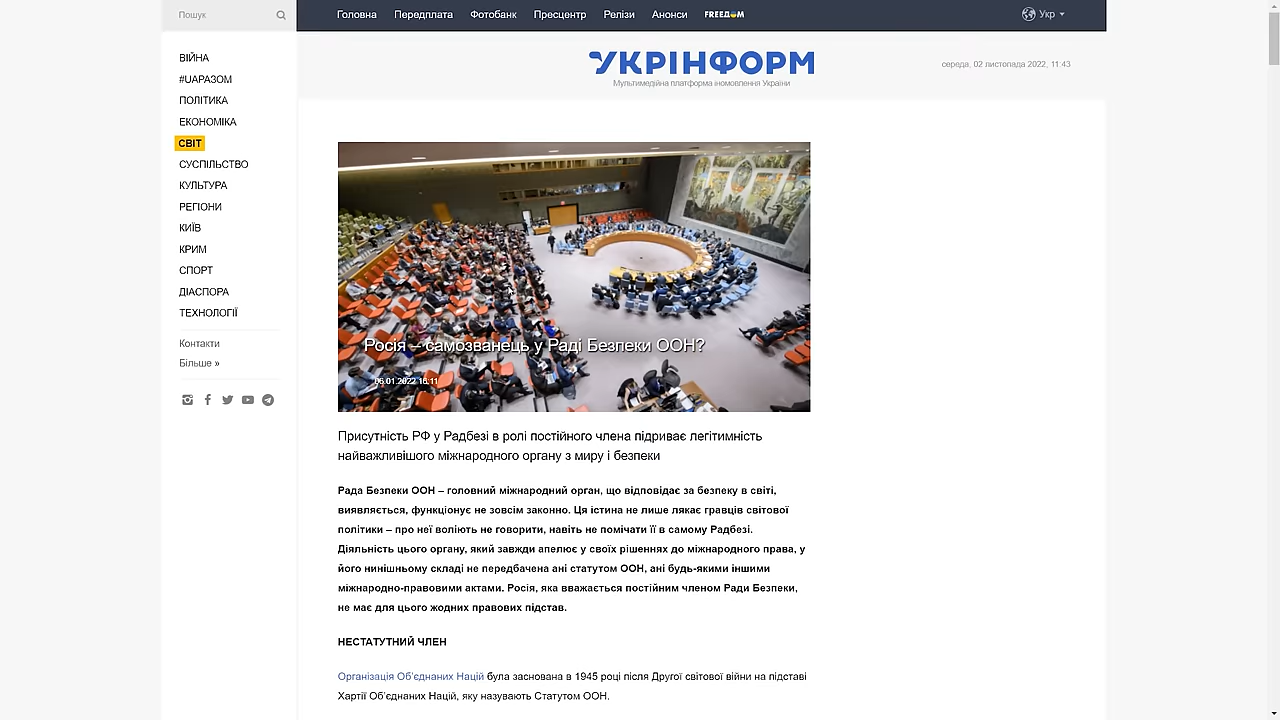 Пошук
Головна Передплата Фотобанк Пресцентр Релізи Анонси FREEДОМ Укр
УКРІНФОРМ
Мультимедійна платформа іномовлення України
середа, 02 листопада 2022, 11:43
ВІЙНА
#UAРАЗОМ
ПОЛІТИКА
ЕКОНОМІКА
СВІТ
СУСПІЛЬСТВО
КУЛЬТУРА
РЕГІОНИ
КИЇВ
КРИМ
СПОРТ
ДІАСПОРА
ТЕХНОЛОГІЇ
Контакти
Більше »
Росія – самозванець у Раді Безпеки ООН?
06.01.2022 16:11
Присутність РФ у Радбезі в ролі постійного члена підриває легітимність
найважливішого міжнародного органу з миру і безпеки
Рада Безпеки ООН – головний міжнародний орган, що відповідає за безпеку в світі,
виявляється, функціонує не зовсім законно. Ця істина не лише лякає гравців світової
політики – про неї воліють не говорити, навіть не помічати її в самому Радбезі.
Діяльність цього органу, який завжди апелює у своїх рішеннях до міжнародного права, у
його нинішньому складі не передбачена ані статутом ООН, ані будь-якими іншими
міжнародно-правовими актами. Росія, яка вважається постійним членом Ради Безпеки,
не має для цього жодних правових підстав.
НЕСТАТУТНИЙ ЧЛЕН
Організація Об'єднаних Націй була заснована в 1945 році після Другої світової війни на підставі
Хартії Об'єднаних Націй, яку називають Статутом ООН.